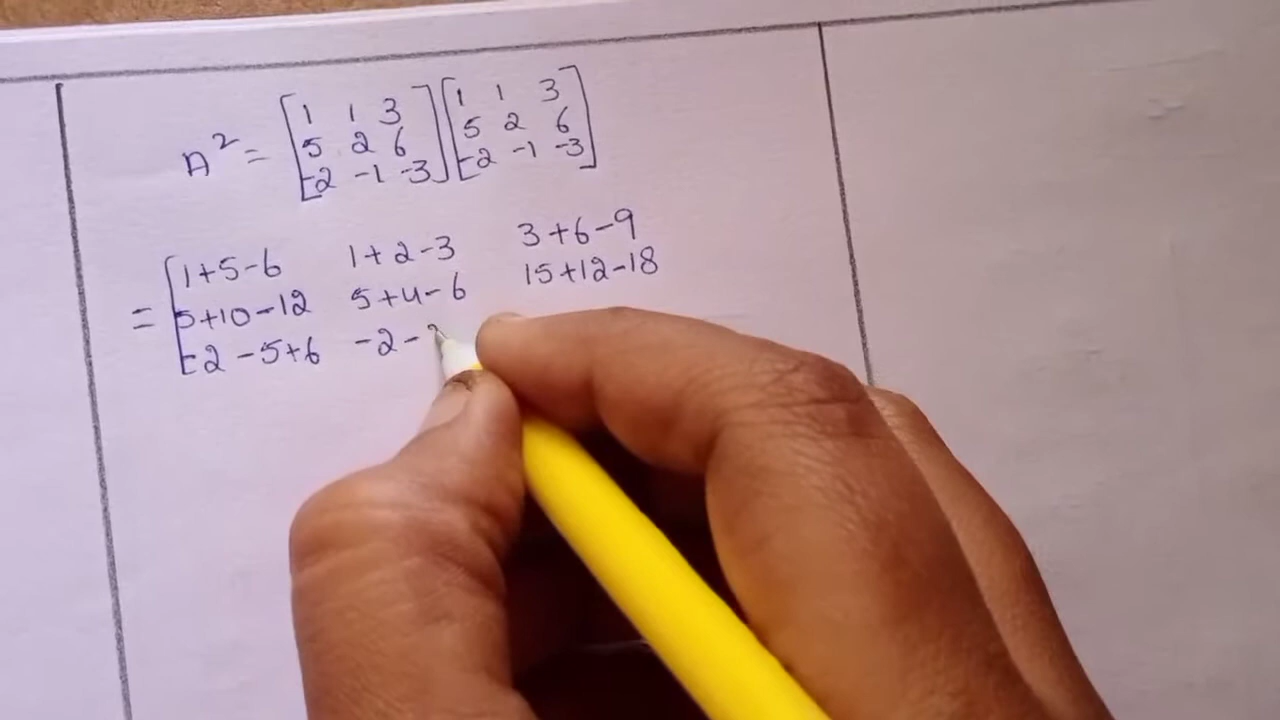 A² = [1 1 3] [1 1 3]
5 2 6 5 2 6
-2 -1 -3 -2 -1 -3
= [1+5-6 1+2-3 3+6-9
5+10-12 5+4-6 15+12-18
-2-5+6 -2-